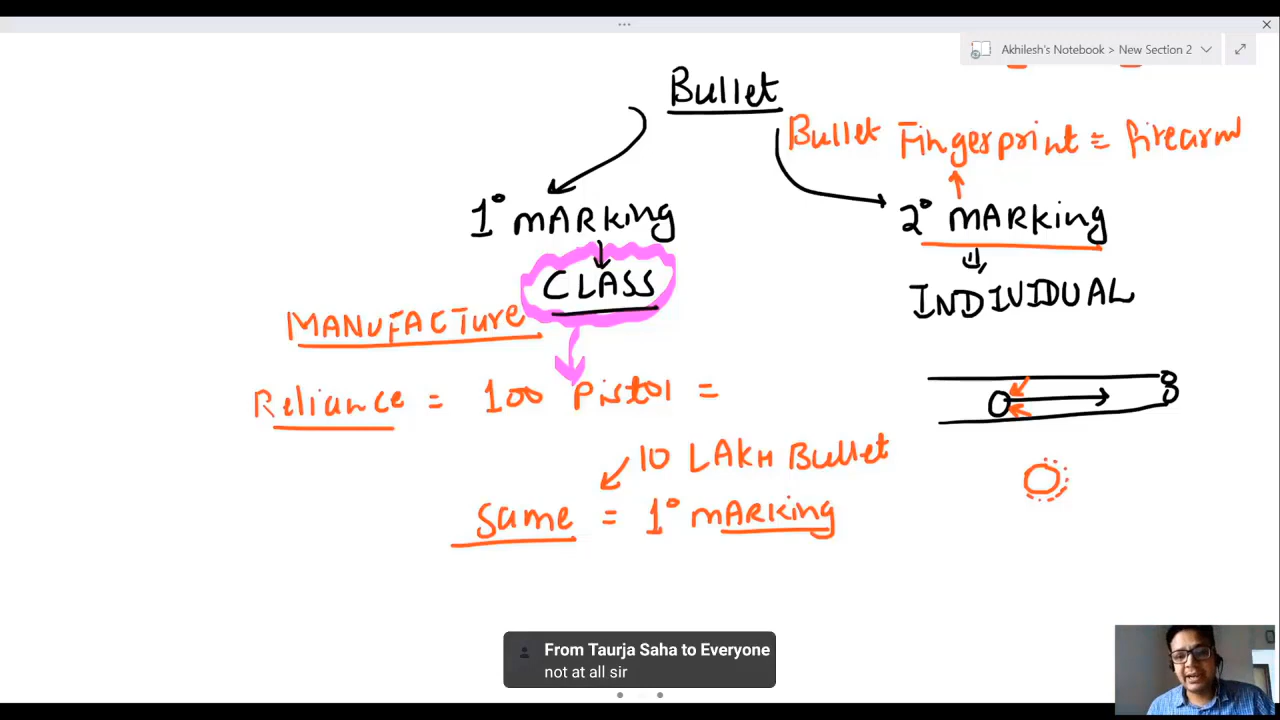 Akhilesh's Notebook > New Section 2
Bullet
Bullet Fingerprint = firearm
1° MARKing
2° MARKing
CLASS
INDIVIDUAL
MANUFACTure
Reliance = 100 Pistol =
10 LAKH Bullet
Same = 1° MARKing
From Taurja Saha to Everyone
not at all sir